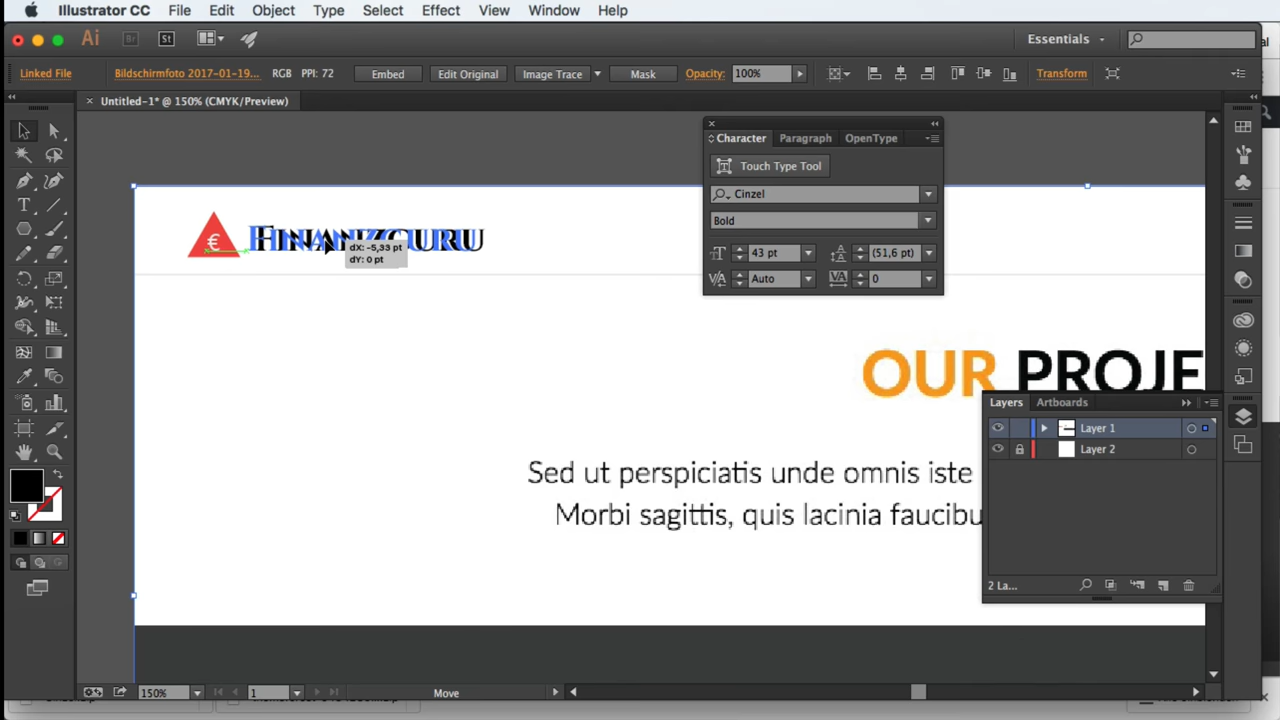 Illustrator CC File Edit Object Type Select Effect View Window Help
Ai Br St Essentials
Linked File Bildschirmfoto 2017-01-19... RGB PPI: 72 Embed Edit Original Image Trace Mask Opacity: 100% Transform
Untitled-1* @ 150% (CMYK/Preview)
Character Paragraph OpenType
Touch Type Tool
Cinzel
Bold
43 pt (51,6 pt)
Auto 0
€ FINANZGURU
dX: -5,33 pt
dY: 0 pt
OUR PROJE
Layers Artboards
Layer 1
Layer 2
Sed ut perspiciatis unde omnis iste
Morbi sagittis, quis lacinia faucibu
2 La...
150% 1 Move